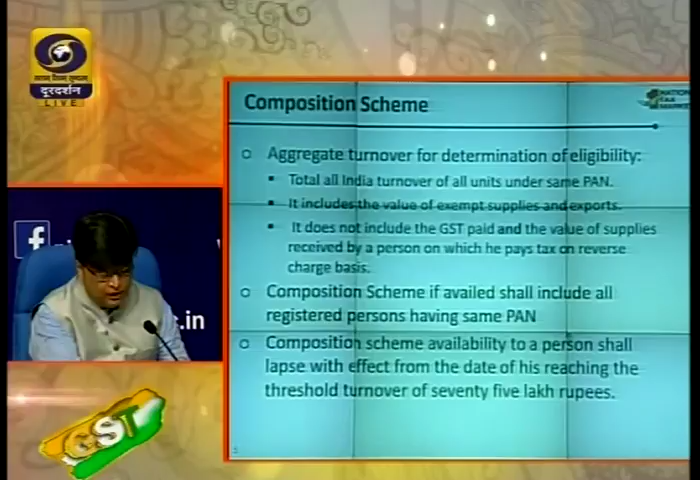 दूरदर्शन
LIVE
.in
GST
Composition Scheme
NATION
TAX
MARKET
Aggregate turnover for determination of eligibility:
Total all India turnover of all units under same PAN.
It includes the value of exempt supplies and exports.
It does not include the GST paid and the value of supplies
received by a person on which he pays tax on reverse
charge basis.
Composition Scheme if availed shall include all
registered persons having same PAN
Composition scheme availability to a person shall
lapse with effect from the date of his reaching the
threshold turnover of seventy five lakh rupees.